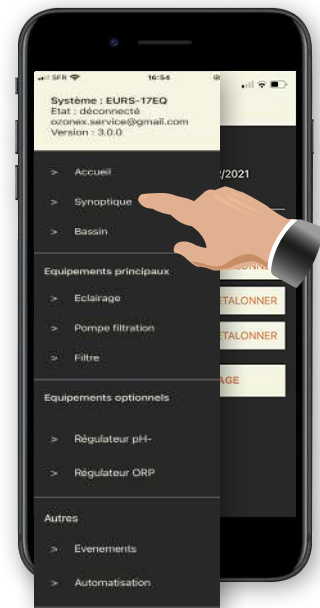 SFR 16:54
Système : EURS-17EQ
Etat : déconnecté
ozonex.service@gmail.com
Version : 3.0.0
> Accueil
/2021
> Synoptique
> Bassin
Equipements principaux
> Eclairage
ETALONNER
> Pompe filtration
ETALONNER
> Filtre
AGE
Equipements optionnels
> Régulateur pH-
> Régulateur ORP
Autres
> Evenements
> Automatisation